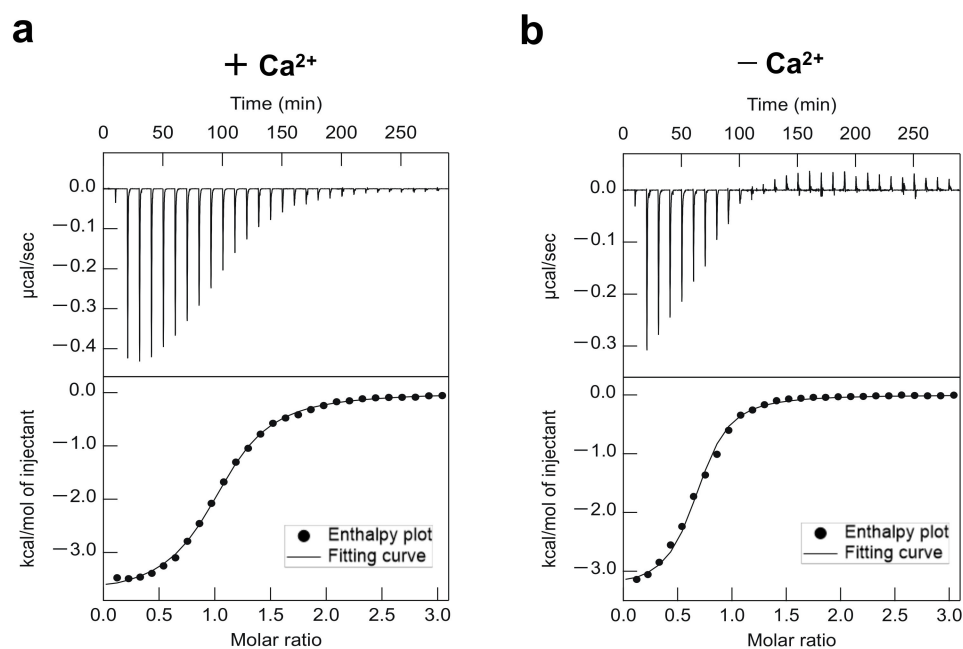 a
+ Ca²⁺
Time (min)
0 50 100 150 200 250
0.0
−0.1
−0.2
−0.3
−0.4
μcal/sec
0.0
−1.0
−2.0
−3.0
kcal/mol of injectant
Enthalpy plot
Fitting curve
0.0 0.5 1.0 1.5 2.0 2.5 3.0
Molar ratio
b
− Ca²⁺
Time (min)
0 50 100 150 200 250
0.0
−0.1
−0.2
−0.3
μcal/sec
0.0
−1.0
−2.0
−3.0
kcal/mol of injectant
Enthalpy plot
Fitting curve
0.0 0.5 1.0 1.5 2.0 2.5 3.0
Molar ratio